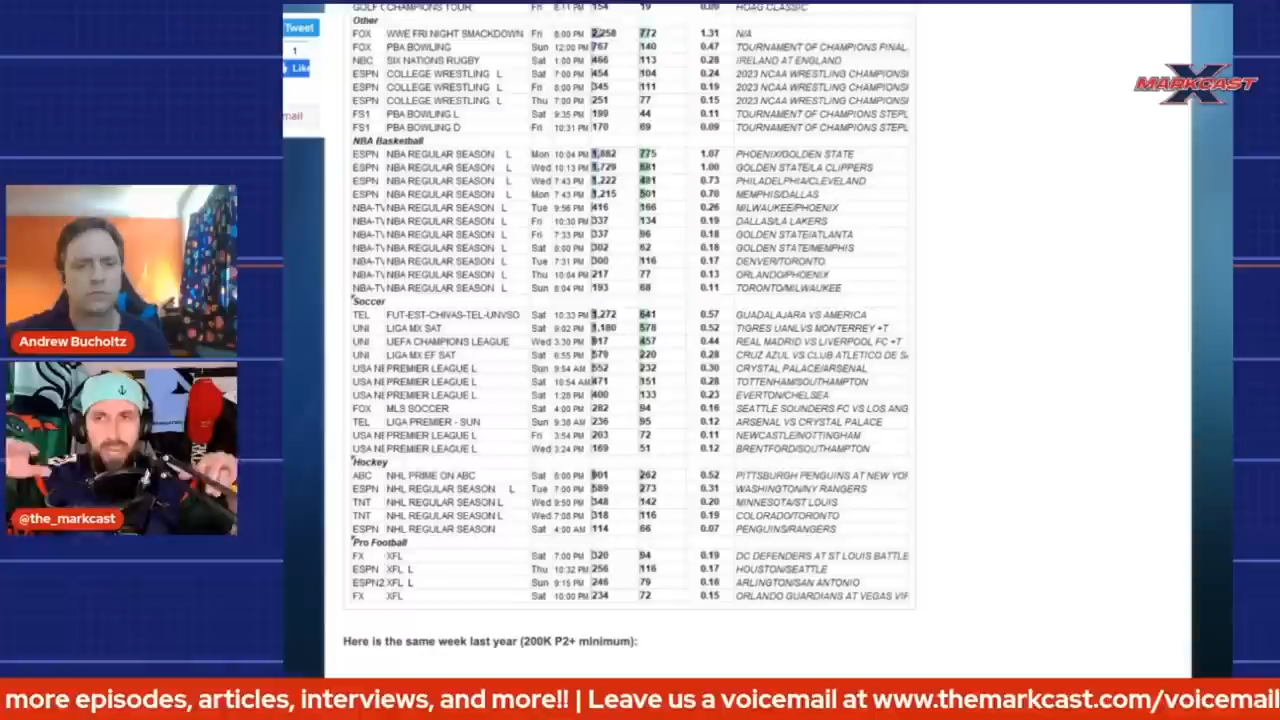 GOLF CHAMPIONS TOUR Fri 6:11 PM 154 19 0.09 HOAG CLASSIC
Tweet
Other
FOX WWE FRI NIGHT SMACKDOWN Fri 8:00 PM 2,258 772 1.31 N/A
1
FOX PBA BOWLING Sun 12:00 PM 767 140 0.47 TOURNAMENT OF CHAMPIONS FINAL
NBC SIX NATIONS RUGBY Sat 1:00 PM 466 113 0.28 IRELAND AT ENGLAND
Like
ESPN COLLEGE WRESTLING L Sat 7:00 PM 454 104 0.24 2023 NCAA WRESTLING CHAMPIONS
MARKCAST
ESPN COLLEGE WRESTLING L Fri 8:00 PM 345 111 0.19 2023 NCAA WRESTLING CHAMPIONS
ESPN COLLEGE WRESTLING L Thu 7:00 PM 251 77 0.15 2023 NCAA WRESTLING CHAMPIONS
mail
FS1 PBA BOWLING L Sat 9:35 PM 199 44 0.11 TOURNAMENT OF CHAMPIONS STEPL
FS1 PBA BOWLING D Fri 10:31 PM 170 69 0.09 TOURNAMENT OF CHAMPIONS STEPL
NBA Basketball
ESPN NBA REGULAR SEASON L Mon 10:04 PM 1,882 775 1.07 PHOENIX/GOLDEN STATE
ESPN NBA REGULAR SEASON L Wed 10:13 PM 1,729 681 1.00 GOLDEN STATE/LA CLIPPERS
ESPN NBA REGULAR SEASON L Wed 7:43 PM 1,222 481 0.73 PHILADELPHIA/CLEVELAND
ESPN NBA REGULAR SEASON L Mon 7:43 PM 1,215 501 0.70 MEMPHIS/DALLAS
NBA-TV NBA REGULAR SEASON L Tue 9:56 PM 416 166 0.26 MILWAUKEE/PHOENIX
NBA-TV NBA REGULAR SEASON L Fri 10:30 PM 337 134 0.19 DALLAS/LA LAKERS
NBA-TV NBA REGULAR SEASON L Fri 7:33 PM 337 96 0.18 GOLDEN STATE/ATLANTA
NBA-TV NBA REGULAR SEASON L Sat 8:00 PM 302 62 0.18 GOLDEN STATE/MEMPHIS
NBA-TV NBA REGULAR SEASON L Tue 7:31 PM 300 116 0.17 DENVER/TORONTO
NBA-TV NBA REGULAR SEASON L Thu 10:04 PM 217 77 0.13 ORLANDO/PHOENIX
NBA-TV NBA REGULAR SEASON L Sun 8:04 PM 193 68 0.11 TORONTO/MILWAUKEE
Soccer
TEL FUT-EST-CHIVAS-TEL-UNVSO Sat 10:33 PM 1,272 641 0.57 GUADALAJARA VS AMERICA
UNI LIGA MX SAT Sat 9:02 PM 1,180 578 0.52 TIGRES UANL VS MONTERREY +T
UNI UEFA CHAMPIONS LEAGUE Wed 3:30 PM 917 457 0.44 REAL MADRID VS LIVERPOOL FC +T
Andrew Bucholtz
UNI LIGA MX EF SAT Sat 6:55 PM 579 220 0.28 CRUZ AZUL VS CLUB ATLETICO DE S
USA NE PREMIER LEAGUE L Sun 9:54 AM 552 232 0.30 CRYSTAL PALACE/ARSENAL
USA NE PREMIER LEAGUE L Sat 10:54 AM 471 151 0.28 TOTTENHAM/SOUTHAMPTON
USA NE PREMIER LEAGUE L Sat 1:28 PM 400 133 0.23 EVERTON/CHELSEA
FOX MLS SOCCER Sat 4:00 PM 282 94 0.16 SEATTLE SOUNDERS FC VS LOS ANG
TEL LIGA PREMIER - SUN Sun 9:38 AM 236 95 0.12 ARSENAL VS CRYSTAL PALACE
USA NE PREMIER LEAGUE L Fri 3:54 PM 203 72 0.11 NEWCASTLE/NOTTINGHAM
USA NE PREMIER LEAGUE L Wed 3:24 PM 169 51 0.12 BRENTFORD/SOUTHAMPTON
Hockey
ABC NHL PRIME ON ABC Sat 8:00 PM 901 262 0.52 PITTSBURGH PENGUINS AT NEW YOR
ESPN NHL REGULAR SEASON L Tue 7:00 PM 589 273 0.31 WASHINGTON/NY RANGERS
TNT NHL REGULAR SEASON L Wed 9:50 PM 348 142 0.20 MINNESOTA/ST LOUIS
TNT NHL REGULAR SEASON L Wed 7:08 PM 318 116 0.19 COLORADO/TORONTO
@the_markcast
ESPN NHL REGULAR SEASON Sat 4:00 AM 114 66 0.07 PENGUINS/RANGERS
Pro Football
FX XFL Sat 7:00 PM 320 94 0.19 DC DEFENDERS AT ST LOUIS BATTLE
ESPN XFL L Thu 10:32 PM 256 116 0.17 HOUSTON/SEATTLE
ESPN2 XFL L Sun 9:15 PM 246 79 0.16 ARLINGTON/SAN ANTONIO
FX XFL Sat 10:00 PM 234 72 0.15 ORLANDO GUARDIANS AT VEGAS VIP
Here is the same week last year (200K P2+ minimum):
more episodes, articles, interviews, and more!! | Leave us a voicemail at www.themarkcast.com/voicemail